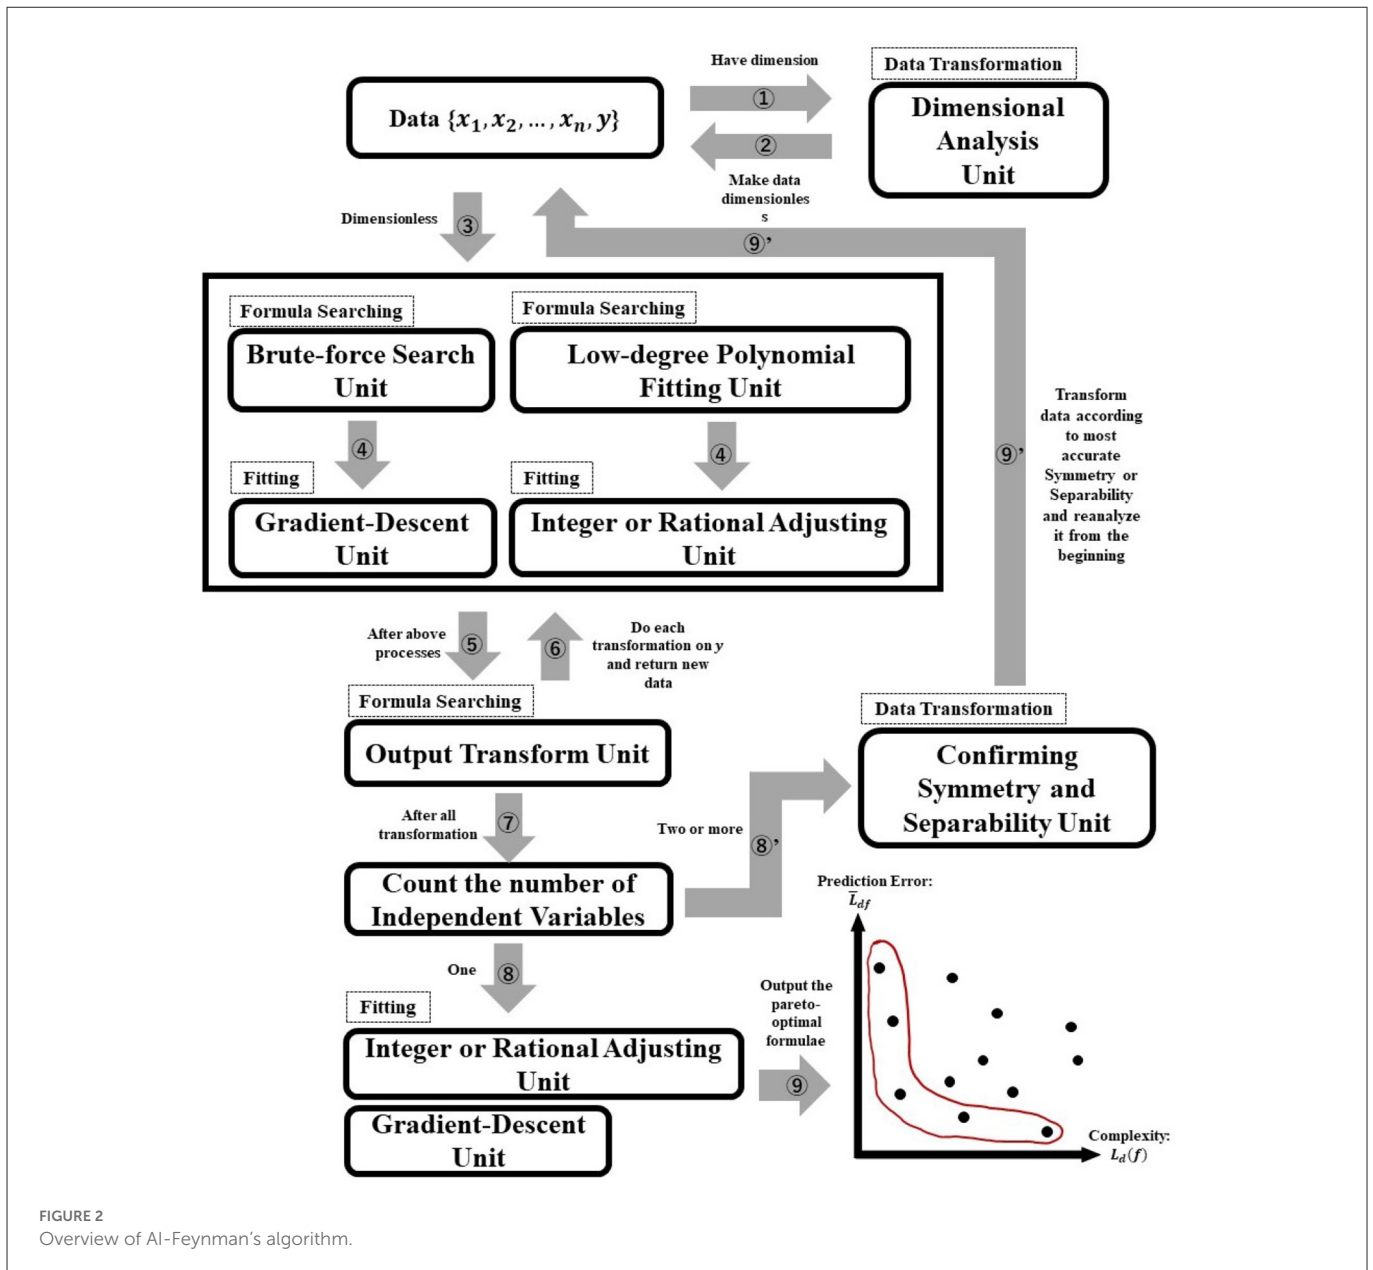 Have dimension
①
②
Make data
dimensionles
s
Data {x₁, x₂, ..., xₙ, y}
Data Transformation
Dimensional
Analysis
Unit
Dimensionless
③
⑨'
Formula Searching
Brute-force Search
Unit
Formula Searching
Low-degree Polynomial
Fitting Unit
④
④
Fitting
Gradient-Descent
Unit
Fitting
Integer or Rational Adjusting
Unit
⑨'
Transform
data according
to most
accurate
Symmetry or
Separability
and reanalyze
it from the
beginning
After above
processes
⑤
⑥
Do each
transformation on y
and return new
data
Formula Searching
Output Transform Unit
Data Transformation
Confirming
Symmetry and
Separability Unit
After all
transformation
⑦
Two or more
⑧'
Count the number of
Independent Variables
One
⑧
Fitting
Integer or Rational Adjusting
Unit
Gradient-Descent
Unit
Output the
pareto-
optimal
formulae
⑨
Prediction Error:
L̅df
Complexity:
Ld(f)
FIGURE 2
Overview of AI-Feynman's algorithm.